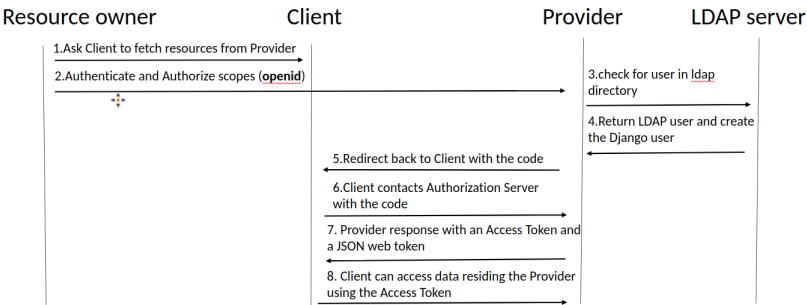 Resource owner
Client
Provider
LDAP server
1.Ask Client to fetch resources from Provider
2.Authenticate and Authorize scopes (openid)
3.check for user in ldap
directory
4.Return LDAP user and create
the Django user
5.Redirect back to Client with the code
6.Client contacts Authorization Server
with the code
7. Provider response with an Access Token and
a JSON web token
8. Client can access data residing the Provider
using the Access Token